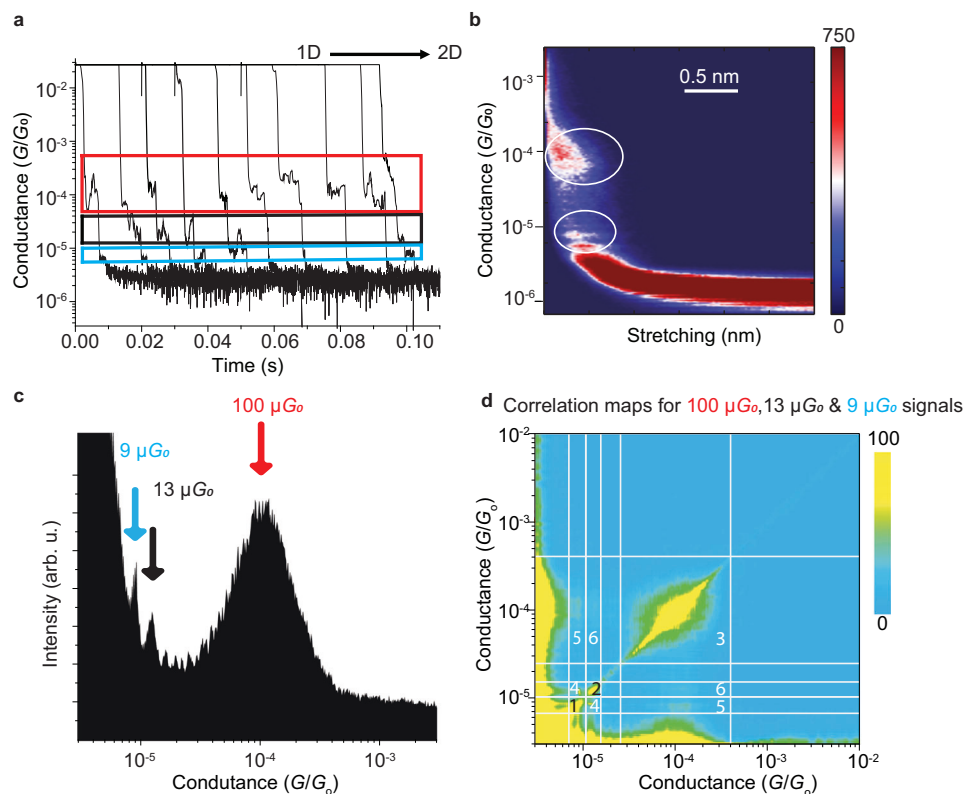 a
1D 2D
10⁻²
10⁻³
10⁻⁴
10⁻⁵
10⁻⁶
Conductance (G/G₀)
0.00 0.02 0.04 0.06 0.08 0.10
Time (s)
b
750
0
0.5 nm
10⁻³
10⁻⁴
10⁻⁵
10⁻⁶
Conductance (G/G₀)
Stretching (nm)
c
100 µG₀
9 µG₀
13 µG₀
Intensity (arb. u.)
10⁻⁵ 10⁻⁴ 10⁻³
Condutance (G/Gₒ)
d Correlation maps for 100 µG₀, 13 µG₀ & 9 µG₀ signals
100
0
10⁻²
10⁻³
10⁻⁴
10⁻⁵
Conductance (G/Gₒ)
5 6 3
4 2 6
1 4 5
10⁻⁵ 10⁻⁴ 10⁻³ 10⁻²
Conductance (G/Gₒ)